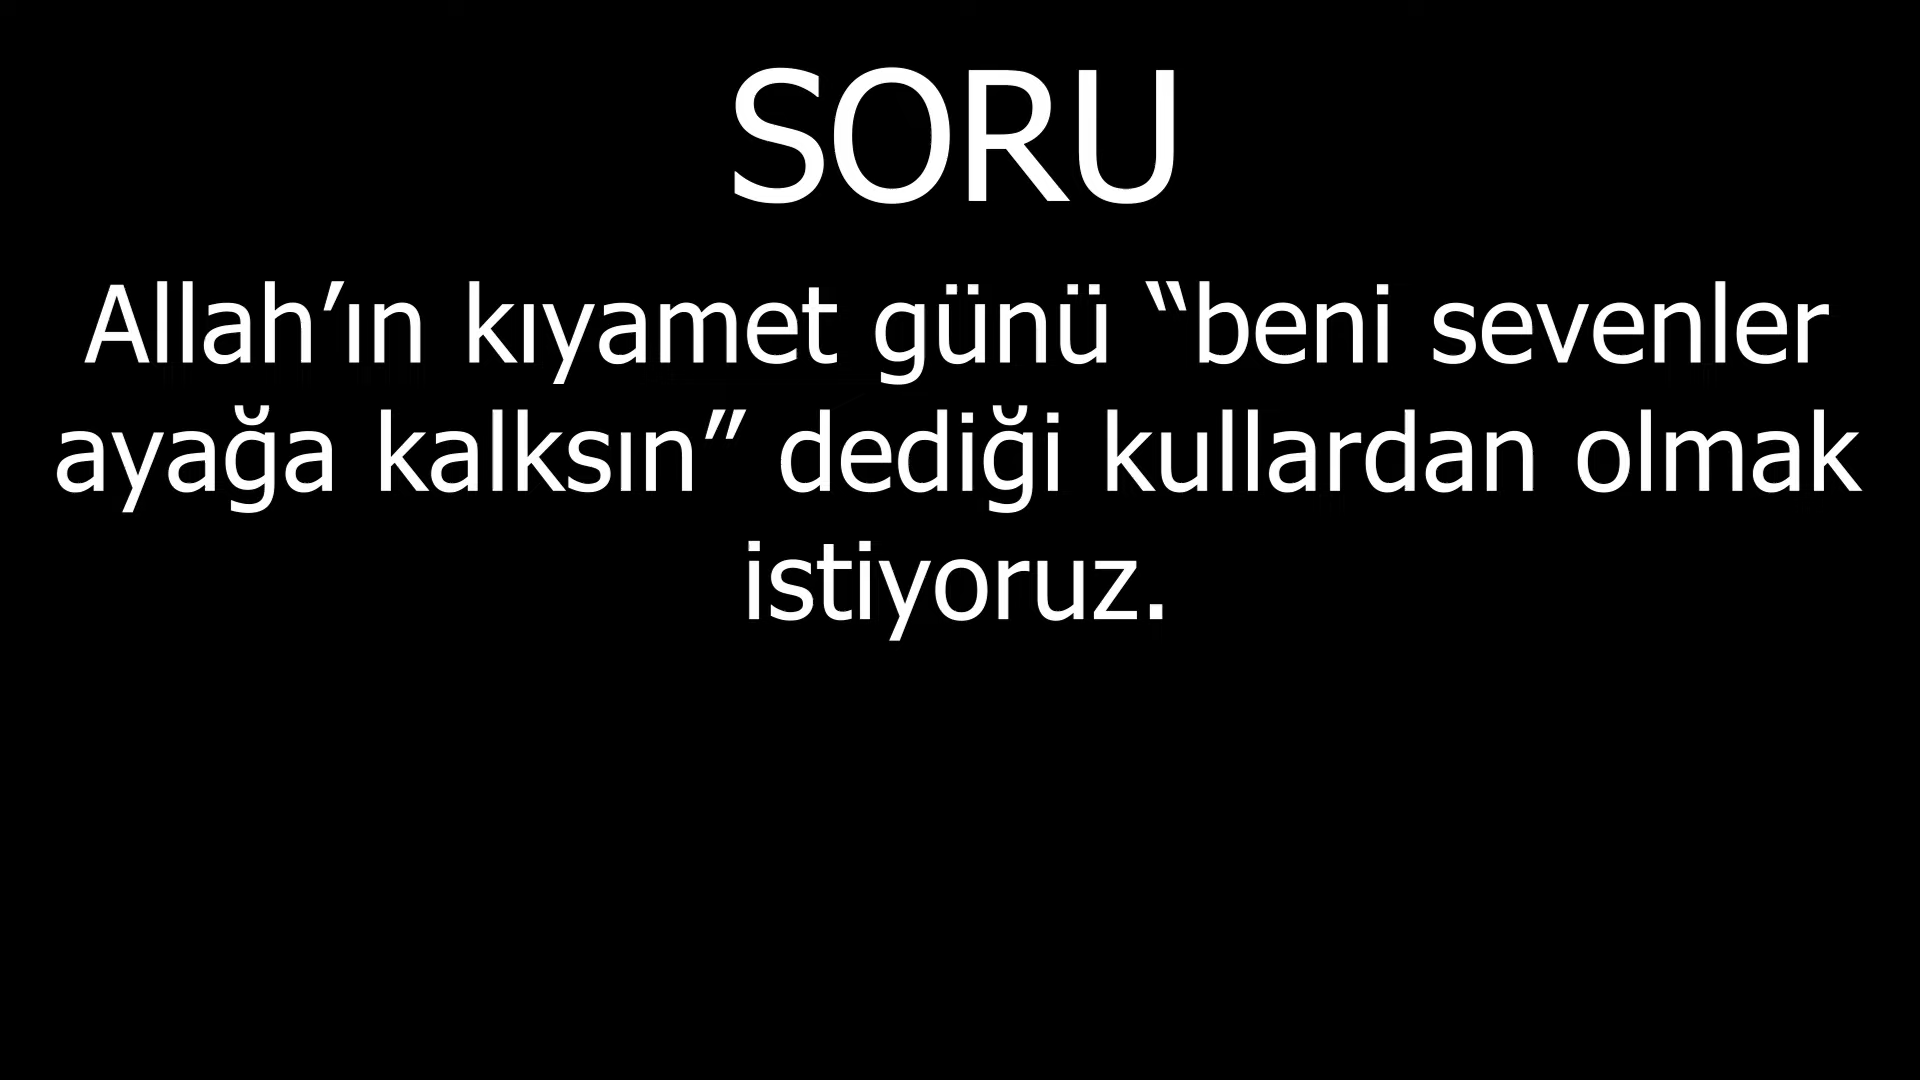 SORU
Allah’ın kıyamet günü “beni sevenler
ayağa kalksın” dediği kullardan olmak
istiyoruz.